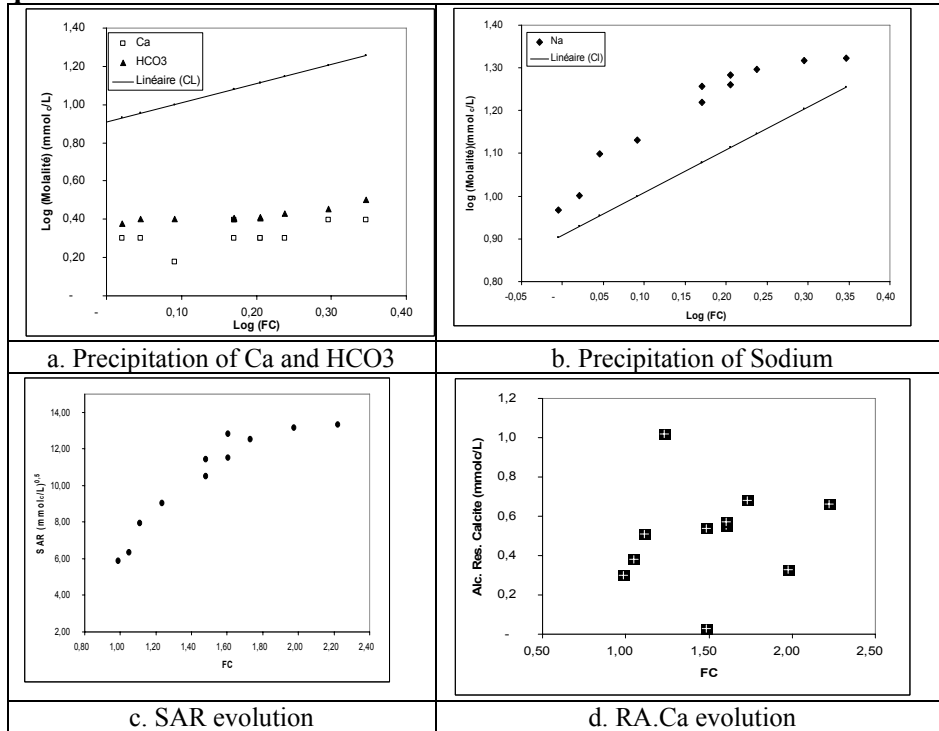 1,40
1,20
1,00
0,80
0,60
0,40
0,20
-
Log (Molalité) (mmol c/L)
Ca
HCO3
Linéaire (CL)
- 0,10 0,20 0,30 0,40
Log (FC)
a. Precipitation of Ca and HCO3
1,40
1,30
1,20
1,10
1,00
0,90
0,80
log (Molalité)(mmol c/L)
Na
Linéaire (Cl)
-0,05 - 0,05 0,10 0,15 0,20 0,25 0,30 0,35 0,40
Log (FC)
b. Precipitation of Sodium
14,00
12,00
10,00
8,00
6,00
4,00
2,00
SAR (mmolc/L)0,5
0,80 1,00 1,20 1,40 1,60 1,80 2,00 2,20 2,40
FC
c. SAR evolution
1,2
1,0
0,8
0,6
0,4
0,2
-
Alc. Res. Calcite (mmolc/L)
0,50 1,00 1,50 2,00 2,50
FC
d. RA.Ca evolution